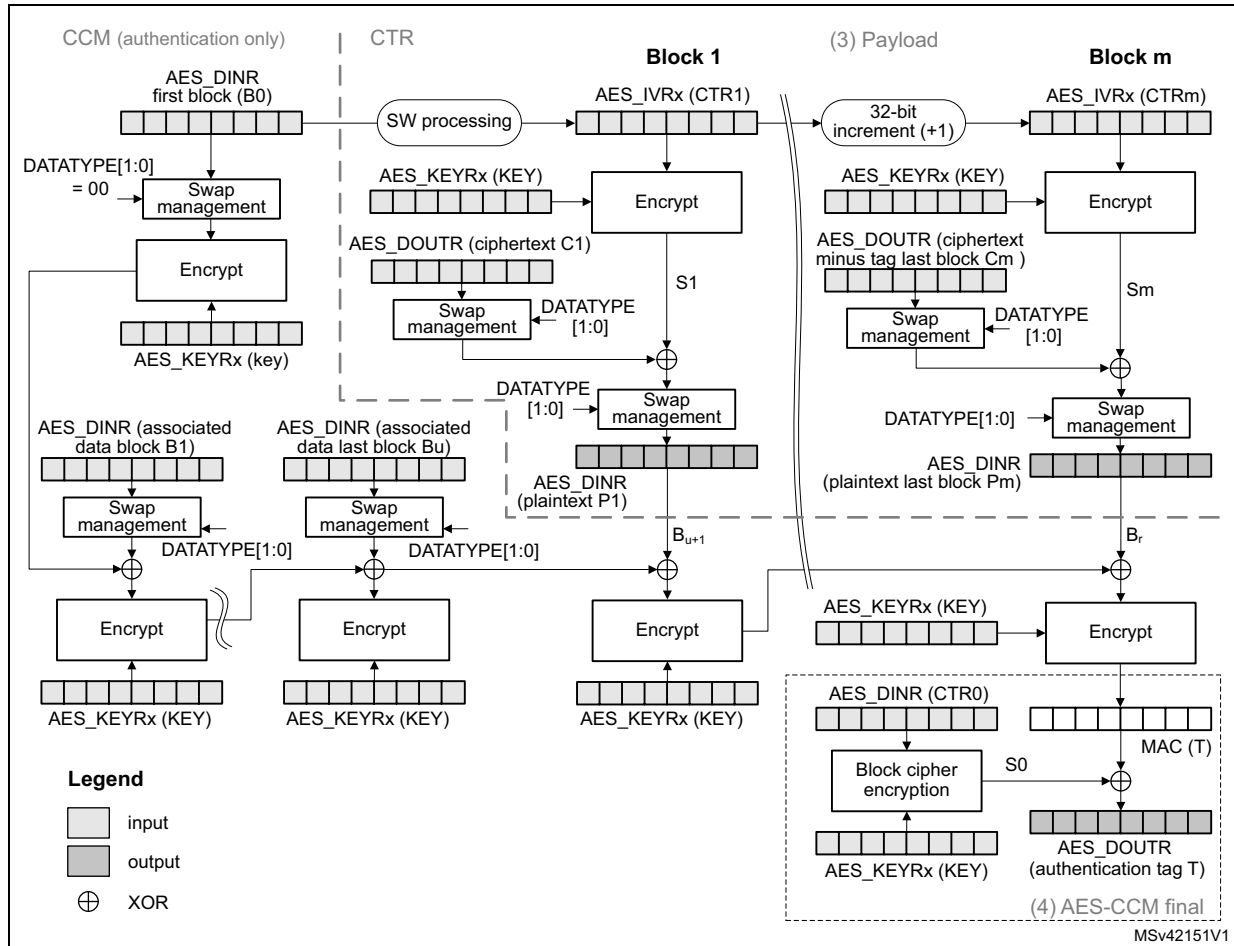 CCM (authentication only)
CTR
(3) Payload
Block 1
Block m
AES_DINR
first block (B0)
AES_IVRx (CTR1)
AES_IVRx (CTRm)
SW processing
32-bit
increment (+1)
DATATYPE[1:0]
= 00
Swap
management
AES_KEYRx (KEY)
Encrypt
AES_KEYRx (KEY)
Encrypt
Encrypt
AES_KEYRx (key)
AES_DOUTR (ciphertext C1)
S1
Swap
management
DATATYPE
[1:0]
AES_DOUTR (ciphertext
minus tag last block Cm )
Sm
Swap
management
DATATYPE
[1:0]
DATATYPE
[1:0]
Swap
management
DATATYPE[1:0]
Swap
management
AES_DINR
(plaintext P1)
AES_DINR
(plaintext last block Pm)
AES_DINR (associated
data block B1)
AES_DINR (associated
data last block Bu)
Swap
management
DATATYPE[1:0]
Swap
management
DATATYPE[1:0]
Bu+1
Br
Encrypt
Encrypt
Encrypt
AES_KEYRx (KEY)
Encrypt
AES_KEYRx (KEY)
AES_KEYRx (KEY)
AES_KEYRx (KEY)
AES_DINR (CTR0)
MAC (T)
Block cipher
encryption
S0
AES_KEYRx (KEY)
AES_DOUTR
(authentication tag T)
(4) AES-CCM final
Legend
input
output
XOR
MSv42151V1